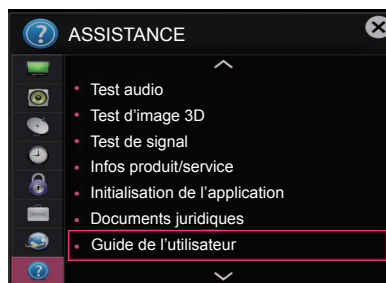 ASSISTANCE
Test audio
Test d’image 3D
Test de signal
Infos produit/service
Initialisation de l’application
Documents juridiques
Guide de l’utilisateur